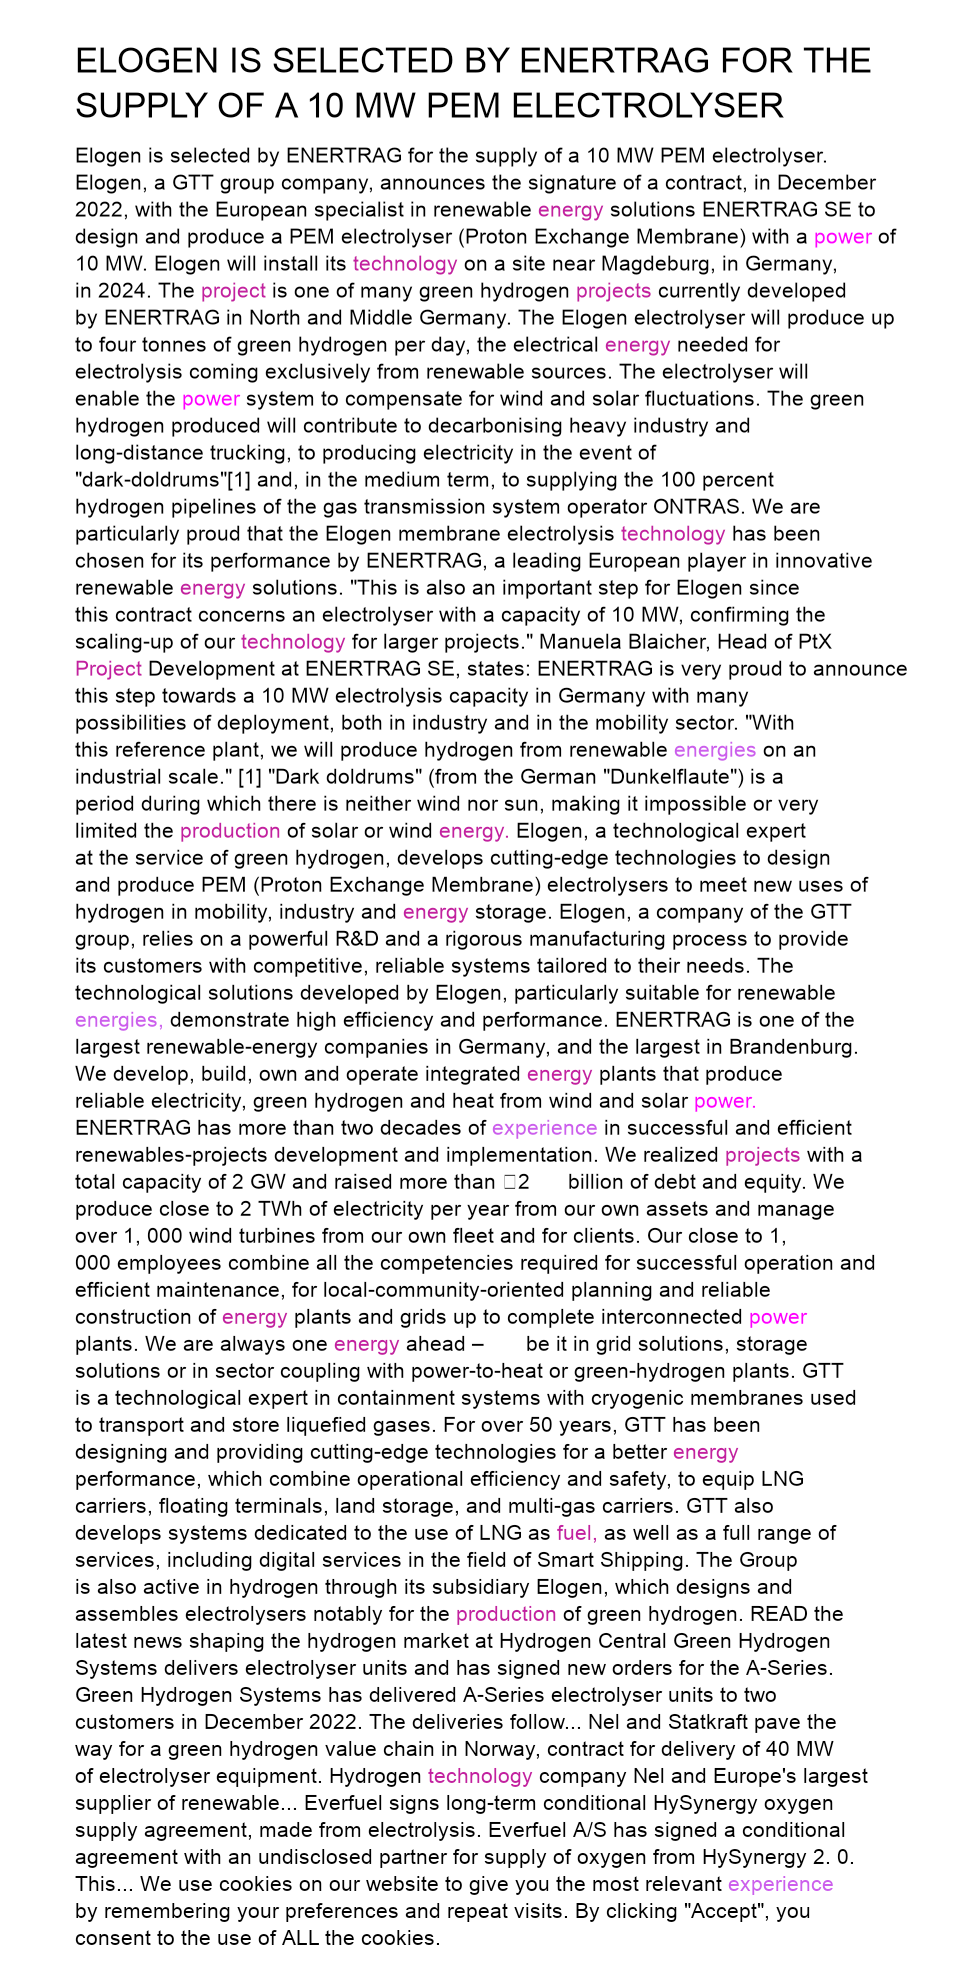 ELOGEN IS SELECTED BY ENERTRAG FOR THE
SUPPLY OF A 10 MW PEM ELECTROLYSER
Elogen is selected by ENERTRAG for the supply of a 10 MW PEM electrolyser.
Elogen, a GTT group company, announces the signature of a contract, in December
2022, with the European specialist in renewable energy solutions ENERTRAG SE to
design and produce a PEM electrolyser (Proton Exchange Membrane) with a power of
10 MW. Elogen will install its technology on a site near Magdeburg, in Germany,
in 2024. The project is one of many green hydrogen projects currently developed
by ENERTRAG in North and Middle Germany. The Elogen electrolyser will produce up
to four tonnes of green hydrogen per day, the electrical energy needed for
electrolysis coming exclusively from renewable sources. The electrolyser will
enable the power system to compensate for wind and solar fluctuations. The green
hydrogen produced will contribute to decarbonising heavy industry and
long-distance trucking, to producing electricity in the event of
"dark-doldrums"[1] and, in the medium term, to supplying the 100 percent
hydrogen pipelines of the gas transmission system operator ONTRAS. We are
particularly proud that the Elogen membrane electrolysis technology has been
chosen for its performance by ENERTRAG, a leading European player in innovative
renewable energy solutions. "This is also an important step for Elogen since
this contract concerns an electrolyser with a capacity of 10 MW, confirming the
scaling-up of our technology for larger projects." Manuela Blaicher, Head of PtX
Project Development at ENERTRAG SE, states: ENERTRAG is very proud to announce
this step towards a 10 MW electrolysis capacity in Germany with many
possibilities of deployment, both in industry and in the mobility sector. "With
this reference plant, we will produce hydrogen from renewable energies on an
industrial scale." [1] "Dark doldrums" (from the German "Dunkelflaute") is a
period during which there is neither wind nor sun, making it impossible or very
limited the production of solar or wind energy. Elogen, a technological expert
at the service of green hydrogen, develops cutting-edge technologies to design
and produce PEM (Proton Exchange Membrane) electrolysers to meet new uses of
hydrogen in mobility, industry and energy storage. Elogen, a company of the GTT
group, relies on a powerful R&D and a rigorous manufacturing process to provide
its customers with competitive, reliable systems tailored to their needs. The
technological solutions developed by Elogen, particularly suitable for renewable
energies, demonstrate high efficiency and performance. ENERTRAG is one of the
largest renewable-energy companies in Germany, and the largest in Brandenburg.
We develop, build, own and operate integrated energy plants that produce
reliable electricity, green hydrogen and heat from wind and solar power.
ENERTRAG has more than two decades of experience in successful and efficient
renewables-projects development and implementation. We realized projects with a
total capacity of 2 GW and raised more than 2 billion of debt and equity. We
produce close to 2 TWh of electricity per year from our own assets and manage
over 1, 000 wind turbines from our own fleet and for clients. Our close to 1,
000 employees combine all the competencies required for successful operation and
efficient maintenance, for local-community-oriented planning and reliable
construction of energy plants and grids up to complete interconnected power
plants. We are always one energy ahead – be it in grid solutions, storage
solutions or in sector coupling with power-to-heat or green-hydrogen plants. GTT
is a technological expert in containment systems with cryogenic membranes used
to transport and store liquefied gases. For over 50 years, GTT has been
designing and providing cutting-edge technologies for a better energy
performance, which combine operational efficiency and safety, to equip LNG
carriers, floating terminals, land storage, and multi-gas carriers. GTT also
develops systems dedicated to the use of LNG as fuel, as well as a full range of
services, including digital services in the field of Smart Shipping. The Group
is also active in hydrogen through its subsidiary Elogen, which designs and
assembles electrolysers notably for the production of green hydrogen. READ the
latest news shaping the hydrogen market at Hydrogen Central Green Hydrogen
Systems delivers electrolyser units and has signed new orders for the A-Series.
Green Hydrogen Systems has delivered A-Series electrolyser units to two
customers in December 2022. The deliveries follow... Nel and Statkraft pave the
way for a green hydrogen value chain in Norway, contract for delivery of 40 MW
of electrolyser equipment. Hydrogen technology company Nel and Europe's largest
supplier of renewable... Everfuel signs long-term conditional HySynergy oxygen
supply agreement, made from electrolysis. Everfuel A/S has signed a conditional
agreement with an undisclosed partner for supply of oxygen from HySynergy 2. 0.
This... We use cookies on our website to give you the most relevant experience
by remembering your preferences and repeat visits. By clicking "Accept", you
consent to the use of ALL the cookies.